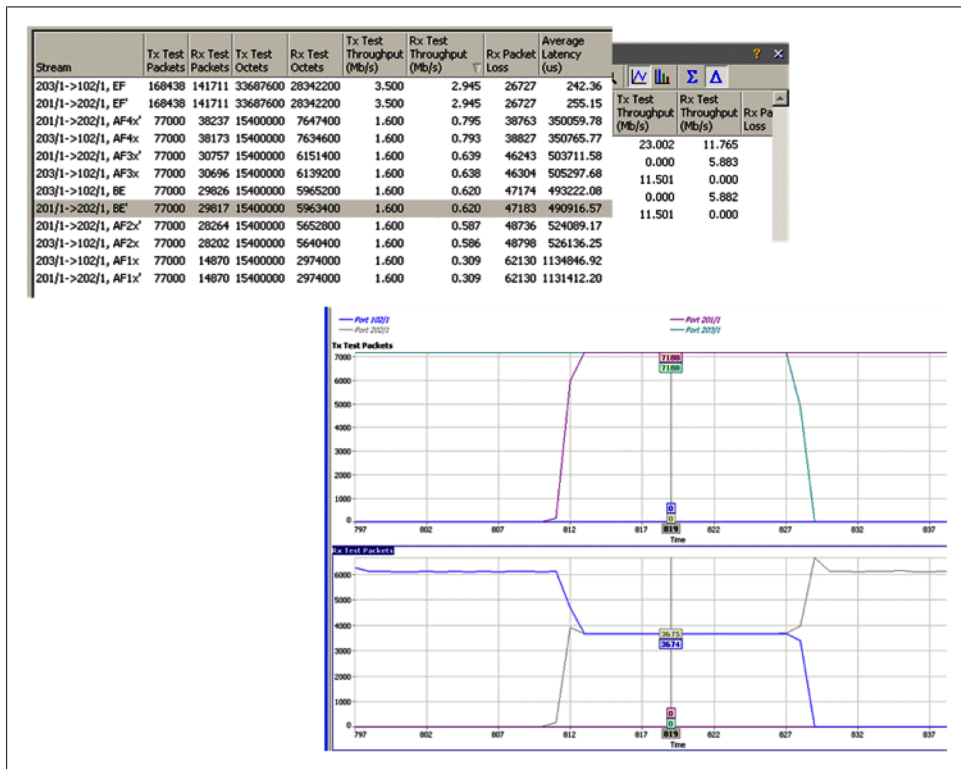 Stream Tx Test Packets Rx Test Packets Tx Test Octets Rx Test Octets Tx Test Throughput (Mb/s) Rx Test Throughput (Mb/s) Rx Packet Loss Average Latency (us)
203/1->102/1, EF 168438 141711 33687600 28342200 3.500 2.945 26727 242.36
201/1->202/1, EF' 168438 141711 33687600 28342200 3.500 2.945 26727 255.15
201/1->202/1, AF4x' 77000 38237 15400000 7647400 1.600 0.795 38763 350059.78
203/1->102/1, AF4x 77000 38173 15400000 7634600 1.600 0.793 38827 350765.77
201/1->202/1, AF3x' 77000 30757 15400000 6151400 1.600 0.639 46243 503711.58
203/1->102/1, AF3x 77000 30696 15400000 6139200 1.600 0.638 46304 505297.68
203/1->102/1, BE 77000 29826 15400000 5965200 1.600 0.620 47174 493222.08
201/1->202/1, BE' 77000 29817 15400000 5963400 1.600 0.620 47183 490916.57
201/1->202/1, AF2x' 77000 28264 15400000 5652800 1.600 0.587 48736 524089.17
203/1->102/1, AF2x 77000 28202 15400000 5640400 1.600 0.586 48798 526136.25
203/1->102/1, AF1x 77000 14870 15400000 2974000 1.600 0.309 62130 1134846.92
201/1->202/1, AF1x' 77000 14870 15400000 2974000 1.600 0.309 62130 1131412.20
? ×
Σ Δ
Tx Test Throughput (Mb/s) Rx Test Throughput (Mb/s) Rx Pa Loss
23.002 11.765
0.000 5.883
11.501 0.000
0.000 5.882
11.501 0.000
Port 102/1 Port 201/1
Port 202/1 Port 203/1
Tx Test Packets
7000
7188
7188
6000
5000
4000
3000
2000
1000
0
0
0
797 802 807 812 817 819 822 827 832 837
Time
Rx Test Packets
6000
5000
4000
3675
3674
3000
2000
1000
0
0
0
797 802 807 812 817 819 822 827 832 837
Time